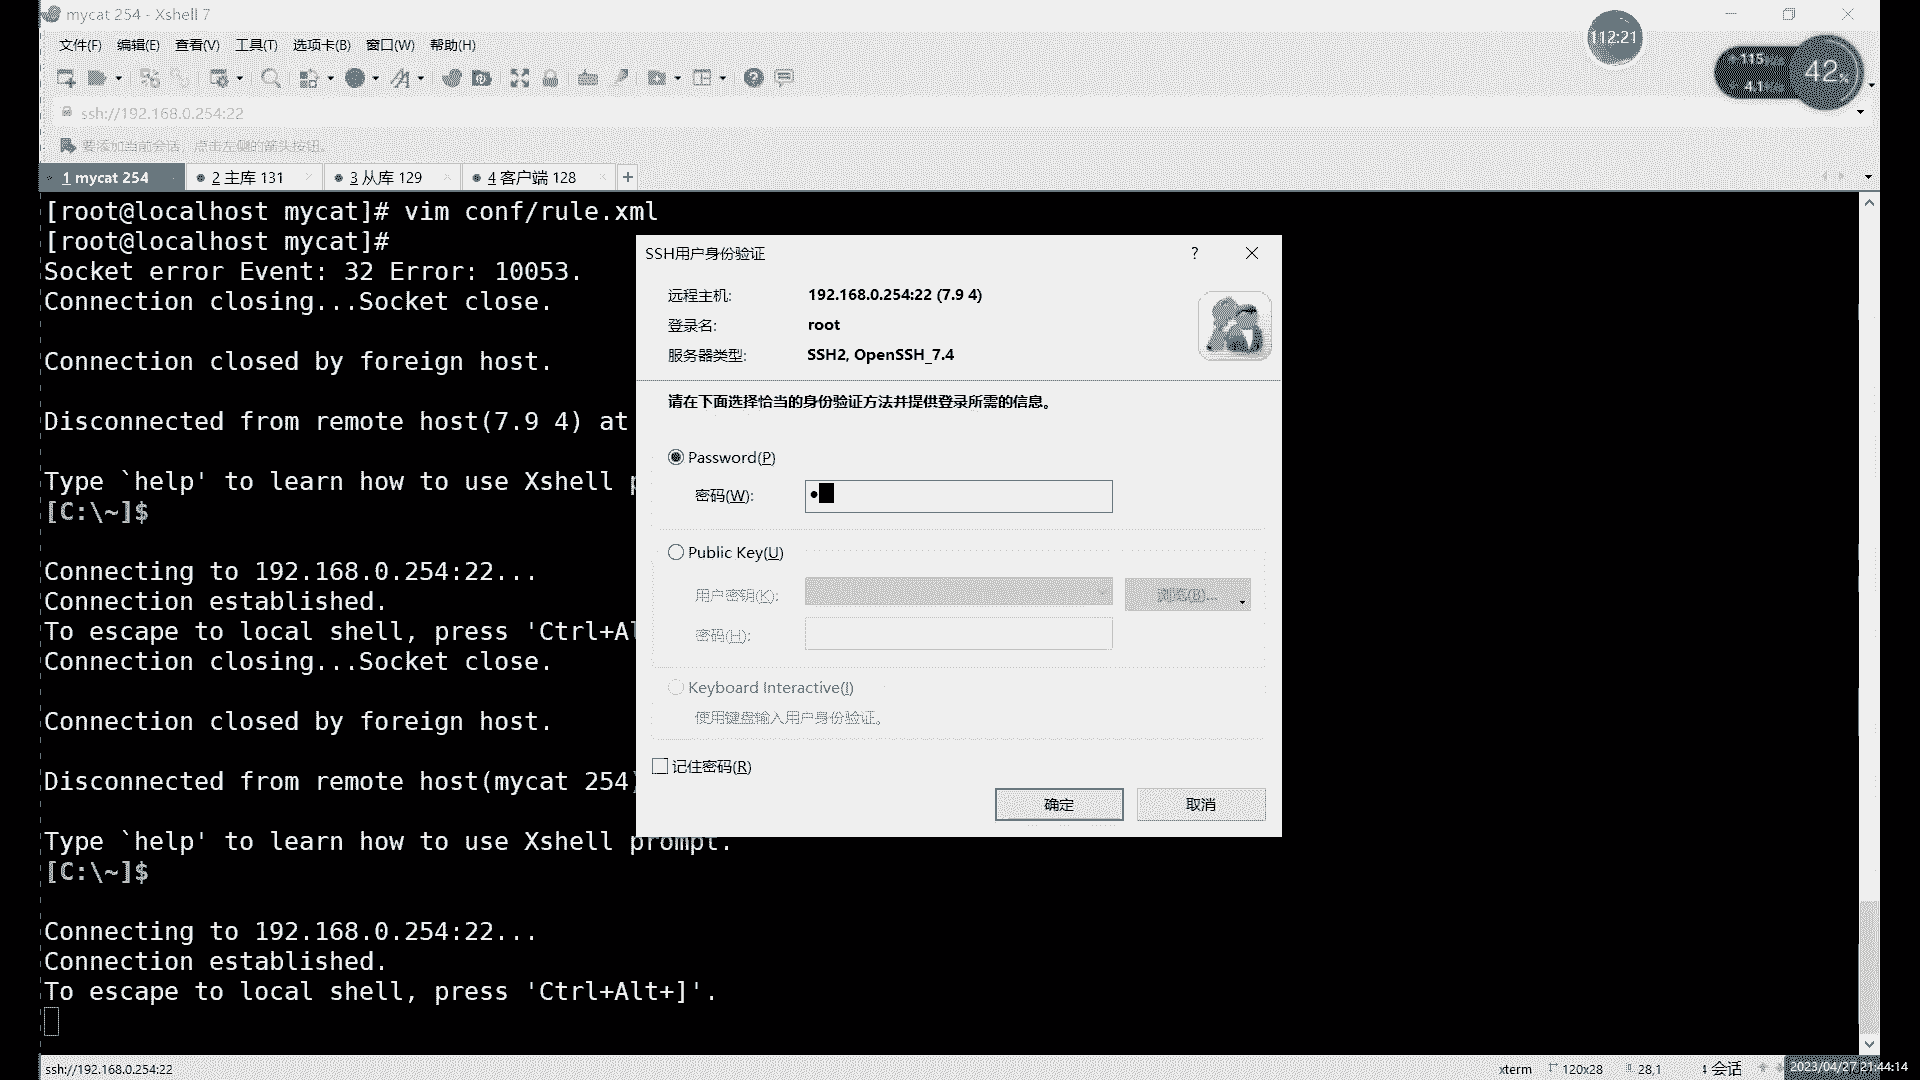 mycat 254 - Xshell 7
文件(F) 编辑(E) 查看(V) 工具(T) 选项卡(B) 窗口(W) 帮助(H)
112:21
115
4.1
42%
ssh://192.168.0.254:22
要添加当前会话，点击左侧的箭头按钮。
1 mycat 254
2 主库 131
3 从库 129
4 客户端 128
[root@localhost mycat]# vim conf/rule.xml
[root@localhost mycat]#
Socket error Event: 32 Error: 10053.
Connection closing...Socket close.
Connection closed by foreign host.
Disconnected from remote host(7.9 4) at
Type `help' to learn how to use Xshell p
[C:\~]$
Connecting to 192.168.0.254:22...
Connection established.
To escape to local shell, press 'Ctrl+Al
Connection closing...Socket close.
Connection closed by foreign host.
Disconnected from remote host(mycat 254)
Type `help' to learn how to use Xshell prompt.
[C:\~]$
Connecting to 192.168.0.254:22...
Connection established.
To escape to local shell, press 'Ctrl+Alt+]'.
SSH用户身份验证
远程主机: 192.168.0.254:22 (7.9 4)
登录名: root
服务器类型: SSH2, OpenSSH_7.4
请在下面选择恰当的身份验证方法并提供登录所需的信息。
Password(P)
密码(W):
Public Key(U)
用户密钥(K):
浏览(B)...
密码(H):
Keyboard Interactive(I)
使用键盘输入用户身份验证。
记住密码(R)
确定 取消
ssh://192.168.0.254:22
xterm 120x28 28,1 1 会话
2023/04/27 21:44:14